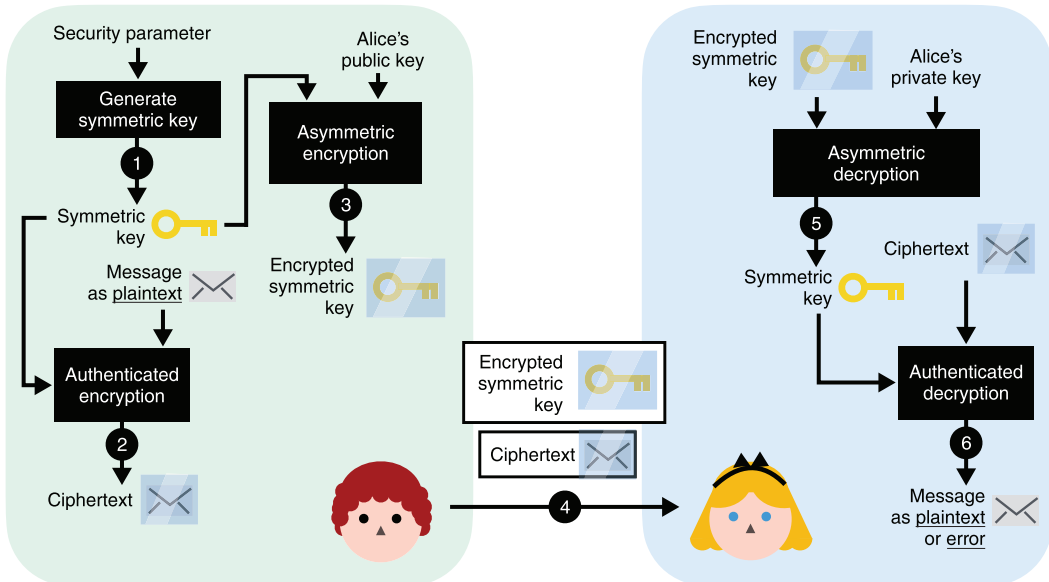 Security parameter
Generate
symmetric key
1
Symmetric
key
Message
as plaintext
Authenticated
encryption
2
Ciphertext
Alice's
public key
Asymmetric
encryption
3
Encrypted
symmetric
key
Encrypted
symmetric
key
Ciphertext
4
Encrypted
symmetric
key
Alice's
private key
Asymmetric
decryption
5
Symmetric
key
Ciphertext
Authenticated
decryption
6
Message
as plaintext
or error